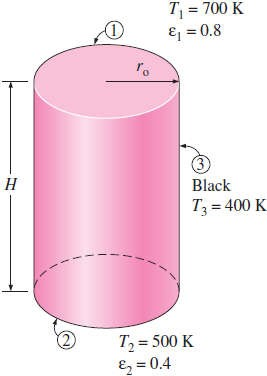 T₁ = 700 K
ε₁ = 0.8
①
rₒ
H
③
Black
T₃ = 400 K
②
T₂ = 500 K
ε₂ = 0.4